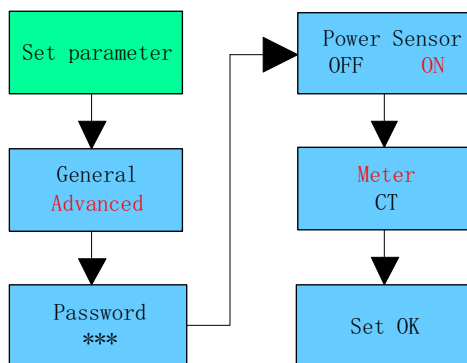 Set parameter
General
Advanced
Password
***
Power Sensor
OFF ON
Meter
CT
Set OK